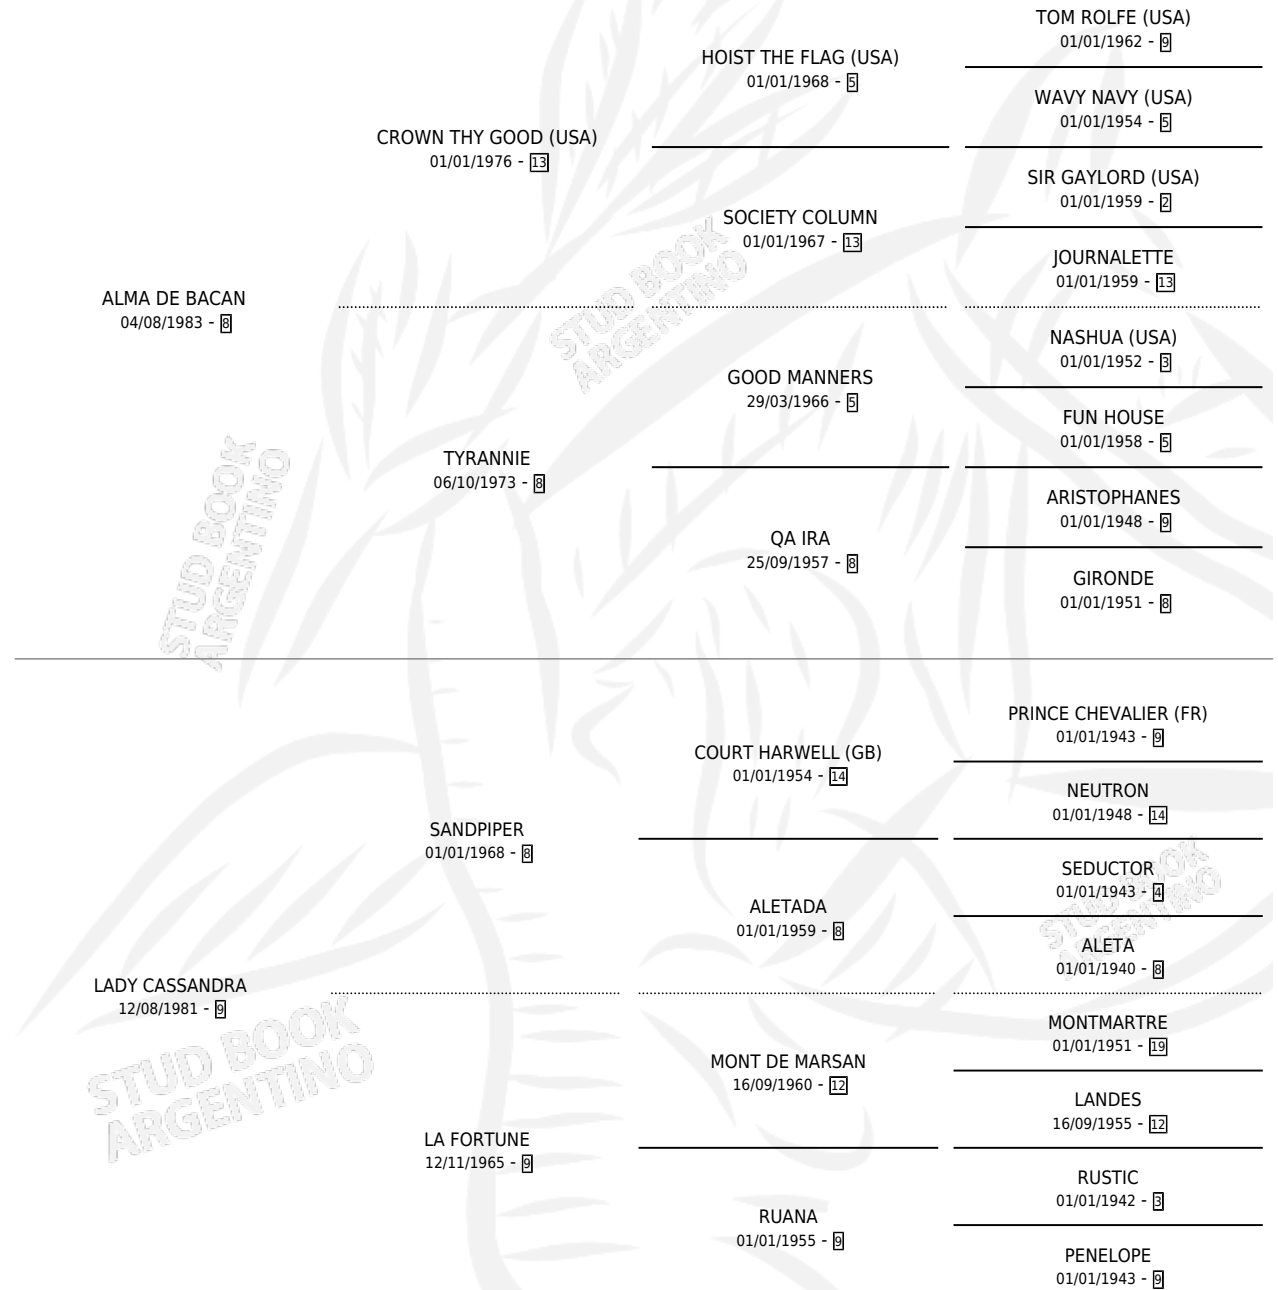 TOM ROLFE (USA)
01/01/1962 - 9
HOIST THE FLAG (USA)
01/01/1968 - 5
WAVY NAVY (USA)
01/01/1954 - 5
CROWN THY GOOD (USA)
01/01/1976 - 13
SIR GAYLORD (USA)
01/01/1959 - 2
SOCIETY COLUMN
01/01/1967 - 13
JOURNALETTE
01/01/1959 - 13
ALMA DE BACAN
04/08/1983 - 8
NASHUA (USA)
01/01/1952 - 3
GOOD MANNERS
29/03/1966 - 5
FUN HOUSE
01/01/1958 - 5
TYRANNIE
06/10/1973 - 8
ARISTOPHANES
01/01/1948 - 9
QA IRA
25/09/1957 - 8
GIRONDE
01/01/1951 - 8
STUD BOOK
ARGENTINO
STUD BOOK
ARGENTINO
PRINCE CHEVALIER (FR)
01/01/1943 - 9
COURT HARWELL (GB)
01/01/1954 - 14
NEUTRON
01/01/1948 - 14
SANDPIPER
01/01/1968 - 8
SEDUCTOR
01/01/1943 - 4
ALETADA
01/01/1959 - 8
ALETA
01/01/1940 - 8
STUD BOOK
ARGENTINO
LADY CASSANDRA
12/08/1981 - 9
MONTMARTRE
01/01/1951 - 19
MONT DE MARSAN
16/09/1960 - 12
LANDES
16/09/1955 - 12
LA FORTUNE
12/11/1965 - 9
RUSTIC
01/01/1942 - 3
RUANA
01/01/1955 - 9
PENELOPE
01/01/1943 - 9
STUD BOOK
ARGENTINO